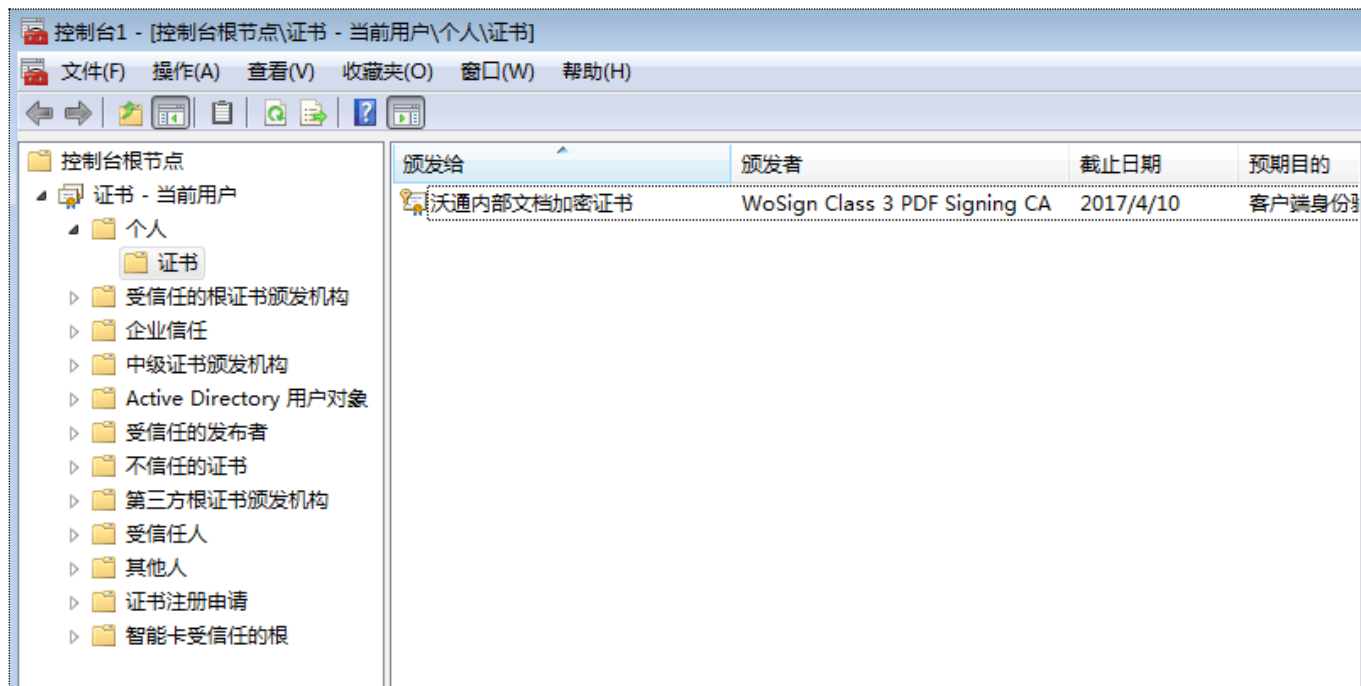 控制台1 - [控制台根节点\证书 - 当前用户\个人\证书]
文件(F) 操作(A) 查看(V) 收藏夹(O) 窗口(W) 帮助(H)
控制台根节点
证书 - 当前用户
个人
证书
受信任的根证书颁发机构
企业信任
中级证书颁发机构
Active Directory 用户对象
受信任的发布者
不信任的证书
第三方根证书颁发机构
受信任人
其他人
证书注册申请
智能卡受信任的根
颁发给 颁发者 截止日期 预期目的
沃通内部文档加密证书 WoSign Class 3 PDF Signing CA 2017/4/10 客户端身份